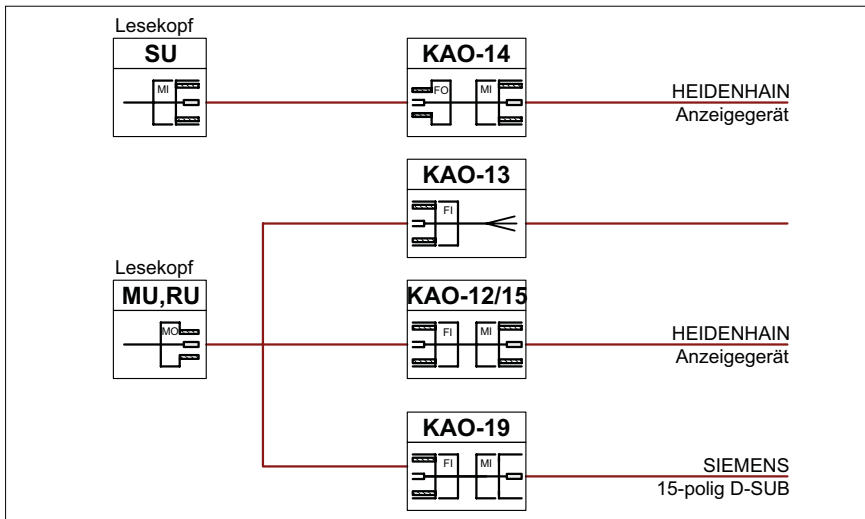 Lesekopf
SU
MI
KAO-14
FO MI
HEIDENHAIN
Anzeigegerät
KAO-13
FI
Lesekopf
MU,RU
MO
KAO-12/15
FI MI
HEIDENHAIN
Anzeigegerät
KAO-19
FI MI
SIEMENS
15-polig D-SUB